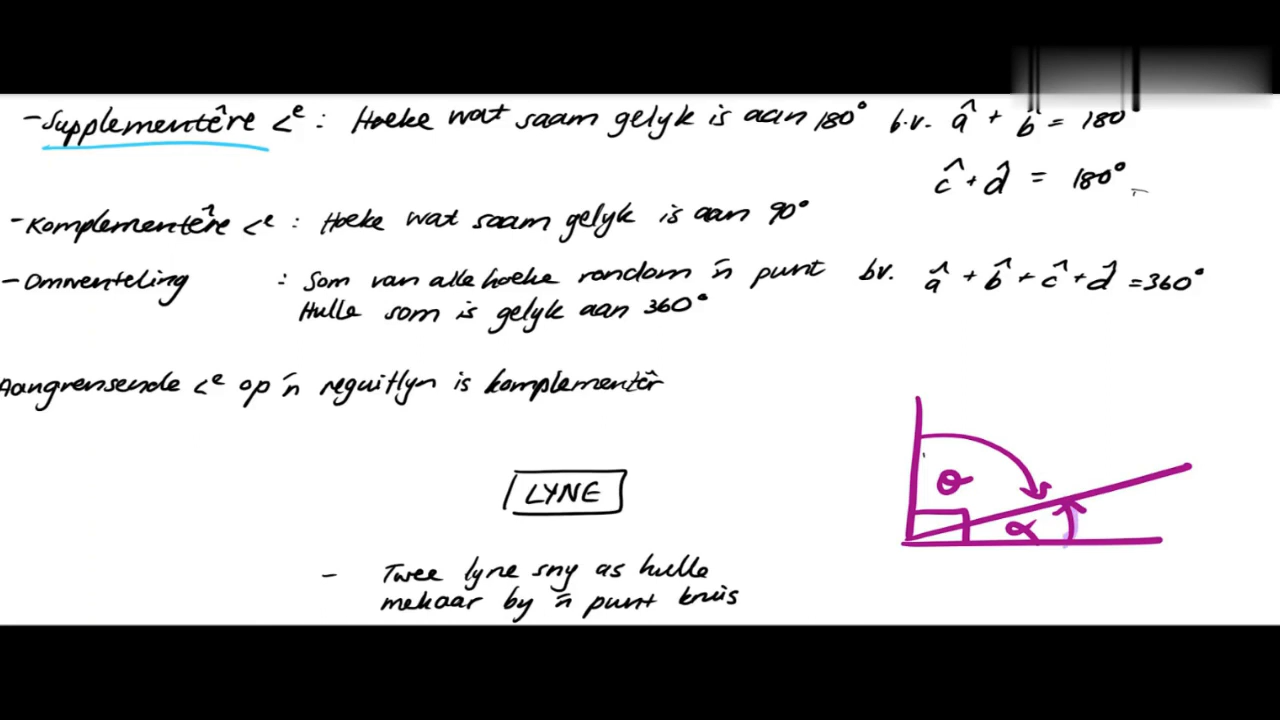 - Supplementêre <ᵉ : Hoeke wat saam gelyk is aan 180° b.v. â + b̂ = 180°
ĉ + d̂ = 180°
- Komplementêre <ᵉ : Hoeke wat saam gelyk is aan 90°
- Omwenteling : Som van alle hoeke rondom 'n punt bv. â + b̂ + ĉ + d̂ = 360°
Hulle som is gelyk aan 360°
Aangrensende <ᵉ op 'n reguitlyn is komplementêr
θ
α
LYNE
- Twee lyne sny as hulle
mekaar by 'n punt kruis